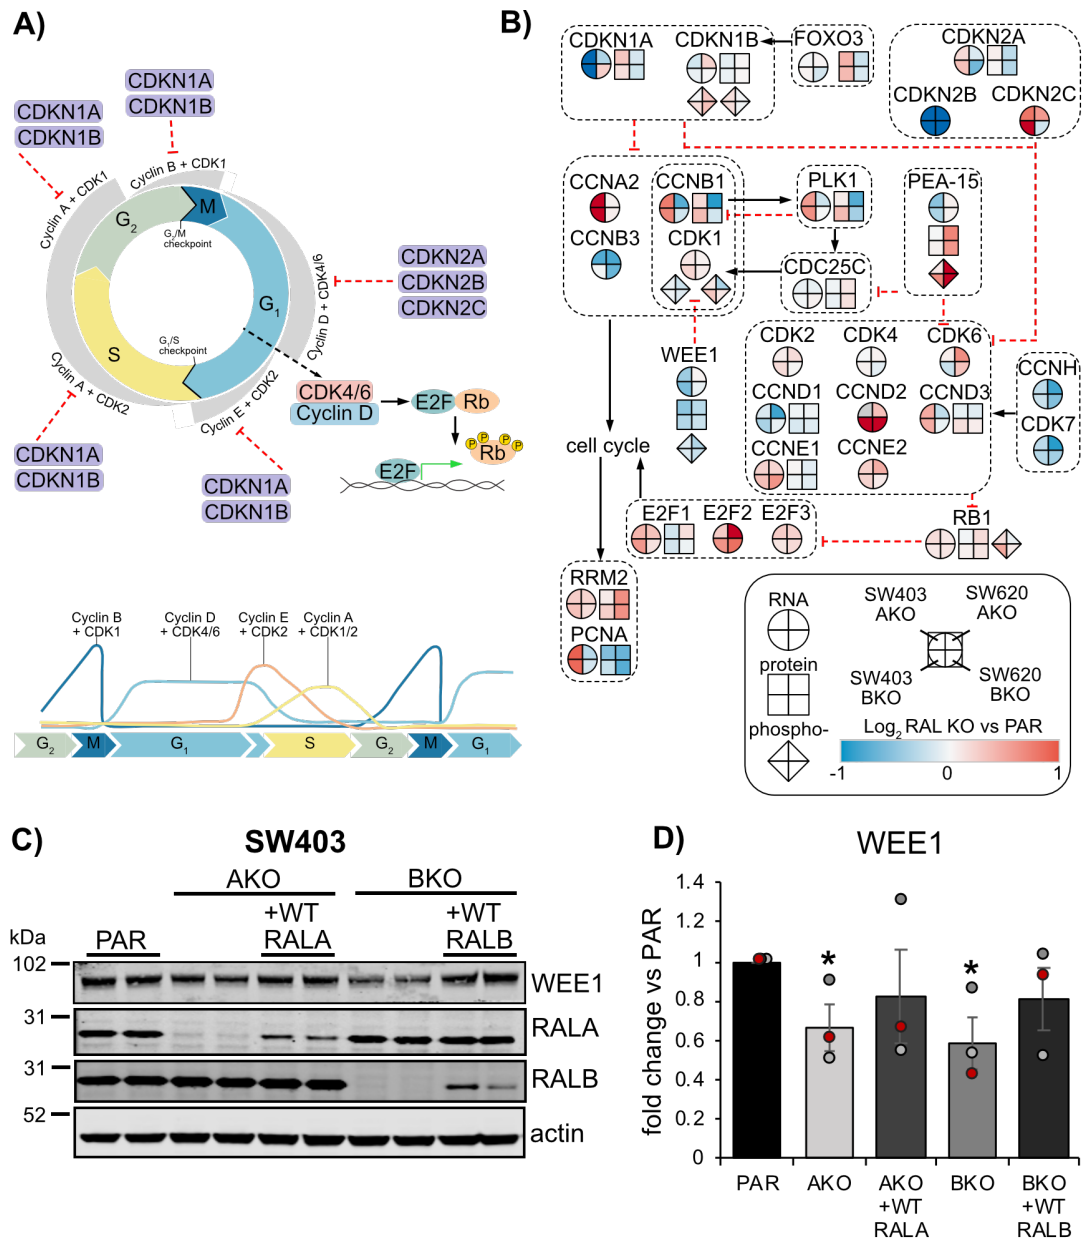 A)
CDKN1A
CDKN1B
CDKN1A
CDKN1B
Cyclin B + CDK1
Cyclin A + CDK1
G2
M
G2/M
checkpoint
G1
S
G1/S
checkpoint
Cyclin D + CDK4/6
Cyclin A + CDK2
Cyclin E + CDK2
CDKN2A
CDKN2B
CDKN2C
CDK4/6
Cyclin D
E2F
Rb
P
P
P
P
Rb
E2F
CDKN1A
CDKN1B
CDKN1A
CDKN1B
Cyclin B
+ CDK1
Cyclin D
+ CDK4/6
Cyclin E
+ CDK2
Cyclin A
+ CDK1/2
G2
M
G1
S
G2
M
G1
B)
CDKN1A
CDKN1B
FOXO3
CDKN2A
CDKN2B
CDKN2C
CCNA2
CCNB1
PLK1
PEA-15
CCNB3
CDK1
CDC25C
WEE1
CDK2
CDK4
CDK6
CCND1
CCND2
CCND3
CCNH
CDK7
CCNE1
CCNE2
cell cycle
E2F1
E2F2
E2F3
RB1
RRM2
PCNA
RNA
protein
phospho-
SW403
AKO
SW620
AKO
SW403
BKO
SW620
BKO
Log2 RAL KO vs PAR
-1
0
1
C)
SW403
AKO
BKO
+WT
RALA
+WT
RALB
kDa
PAR
102
WEE1
31
RALA
31
RALB
52
actin
D)
WEE1
fold change vs PAR
1.4
1.2
1
0.8
0.6
0.4
0.2
0
*
*
PAR
AKO
AKO
+WT
RALA
BKO
BKO
+WT
RALB